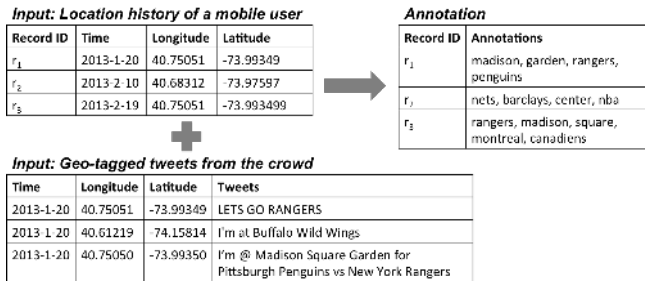 Input: Location history of a mobile user
Record ID Time Longitude Latitude
r1 2013-1-20 40.75051 -73.99349
r2 2013-2-10 40.68312 -73.97597
r3 2013-2-19 40.75051 -73.993499
Annotation
Record ID Annotations
r1 madison, garden, rangers,
penguins
r2 nets, barclays, center, nba
r3 rangers, madison, square,
montreal, canadiens
Input: Geo-tagged tweets from the crowd
Time Longitude Latitude Tweets
2013-1-20 40.75051 -73.99349 LETS GO RANGERS
2013-1-20 40.61219 -74.15814 I'm at Buffalo Wild Wings
2013-1-20 40.75050 -73.99350 I'm @ Madison Square Garden for
Pittsburgh Penguins vs New York Rangers